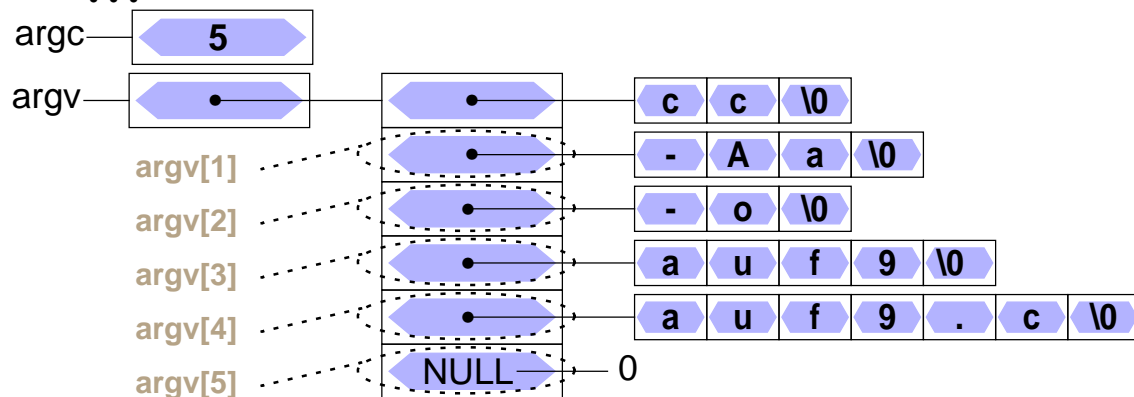 argc 5
argv c c \0
argv[1] - A a \0
argv[2] - o \0
argv[3] a u f 9 \0
argv[4] a u f 9 . c \0
argv[5] NULL 0